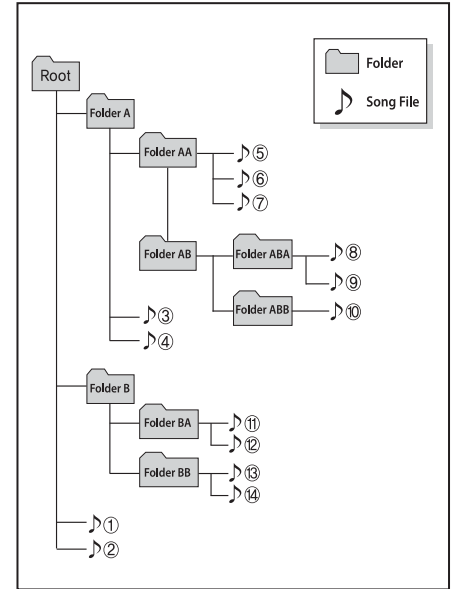 Root
Folder
Song File
Folder A
Folder AA
⑤
⑥
⑦
Folder AB
Folder ABA
⑧
⑨
Folder ABB
⑩
③
④
Folder B
Folder BA
⑪
⑫
Folder BB
⑬
⑭
①
②